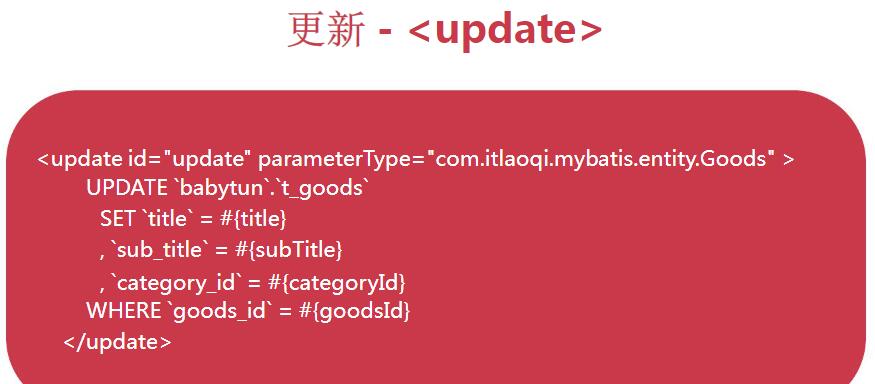 更新 - <update>
<update id="update" parameterType="com.itlaoqi.mybatis.entity.Goods" >
UPDATE `babytun`.`t_goods`
SET `title` = #{title}
, `sub_title` = #{subTitle}
, `category_id` = #{categoryId}
WHERE `goods_id` = #{goodsId}
</update>